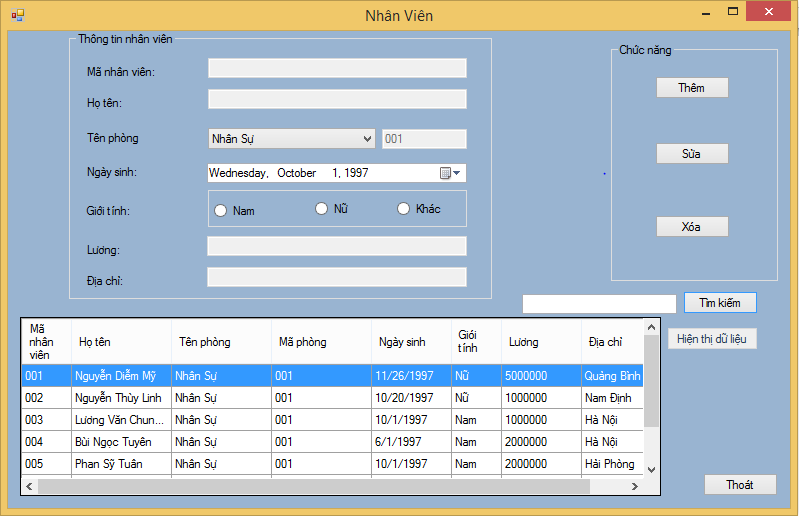 Nhân Viên
Thông tin nhân viên
Mã nhân viên:
Họ tên:
Tên phòng
Nhân Sự
001
Ngày sinh:
Wednesday, October 1, 1997
Giới tính:
Nam
Nữ
Khác
Lương:
Địa chỉ:
Chức năng
Thêm
Sửa
Xóa
Tìm kiếm
Hiện thị dữ liệu
Mã nhân viên Họ tên Tên phòng Mã phòng Ngày sinh Giới tính Lương Địa chỉ
001 Nguyễn Diễm Mỹ Nhân Sự 001 11/26/1997 Nữ 5000000 Quảng Bình
002 Nguyễn Thùy Linh Nhân Sự 001 10/20/1997 Nữ 1000000 Nam Định
003 Lương Văn Chun... Nhân Sự 001 10/1/1997 Nam 1000000 Hà Nội
004 Bùi Ngọc Tuyên Nhân Sự 001 6/1/1997 Nam 2000000 Hà Nội
005 Phan Sỹ Tuân Nhân Sự 001 10/1/1997 Nam 2000000 Hải Phòng
Thoát